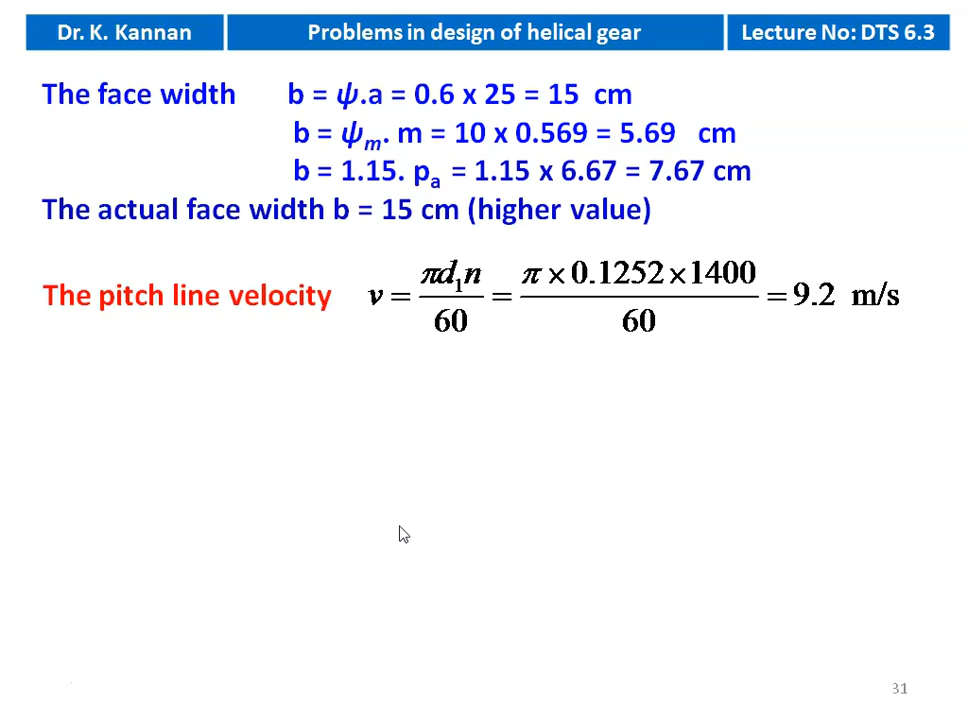 Dr. K. Kannan
Problems in design of helical gear
Lecture No: DTS 6.3
The face width b = ψ.a = 0.6 x 25 = 15 cm
b = ψm. m = 10 x 0.569 = 5.69 cm
b = 1.15. pa = 1.15 x 6.67 = 7.67 cm
The actual face width b = 15 cm (higher value)
The pitch line velocity v = πd₁n / 60 = π × 0.1252 × 1400 / 60 = 9.2 m/s
31